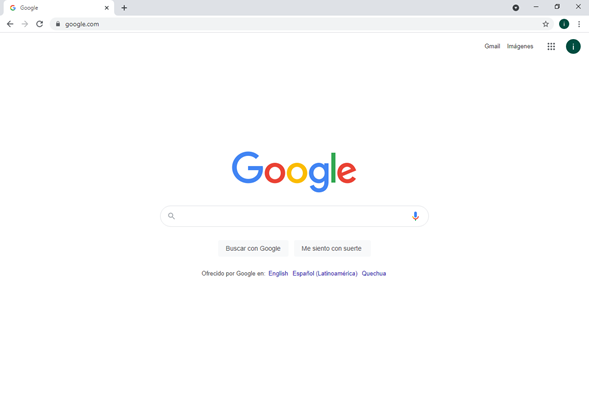 Google
google.com
Gmail Imágenes
i
Google
Buscar con Google Me siento con suerte
Ofrecido por Google en: English Español (Latinoamérica) Quechua